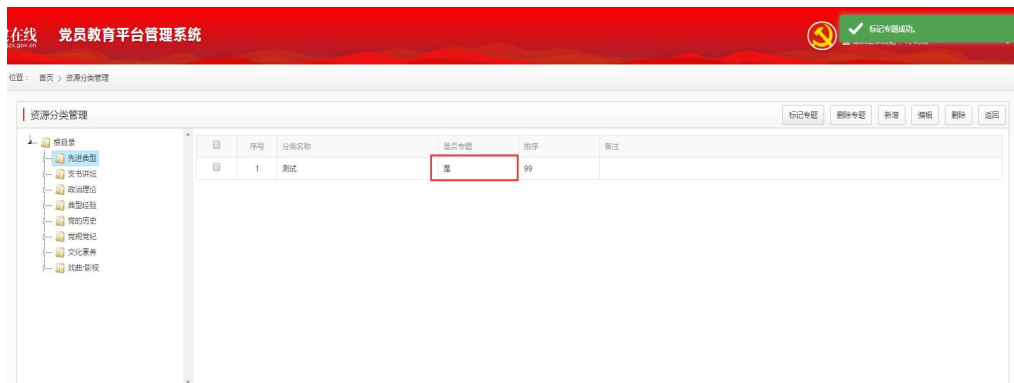 在线 党员教育平台管理系统
标记专题成功。
位置： 首页 > 资源分类管理
资源分类管理
标记专题 删除专题 新增 编辑 删除 返回
根目录
先进典型
支书讲坛
政治理论
典型经验
党的历史
党规党纪
文化素养
戏曲·影视
序号 分类名称 是否专题 排序 备注
1 测试 是 99